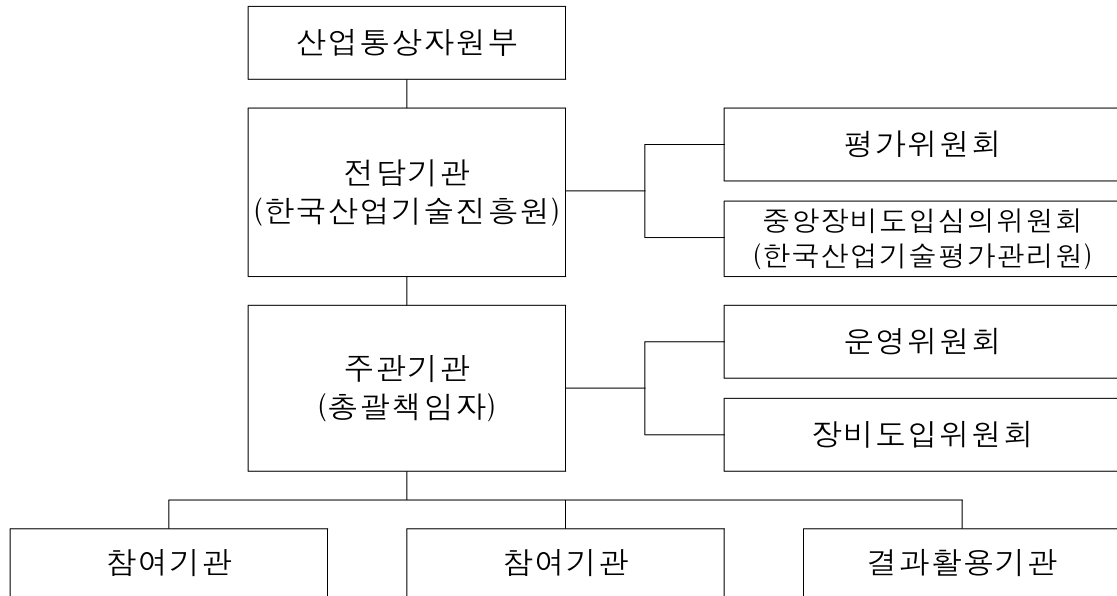 산업통상자원부
전담기관
(한국산업기술진흥원)
평가위원회
중앙장비도입심의위원회
(한국산업기술평가관리원)
주관기관
(총괄책임자)
운영위원회
장비도입위원회
참여기관
참여기관
결과활용기관